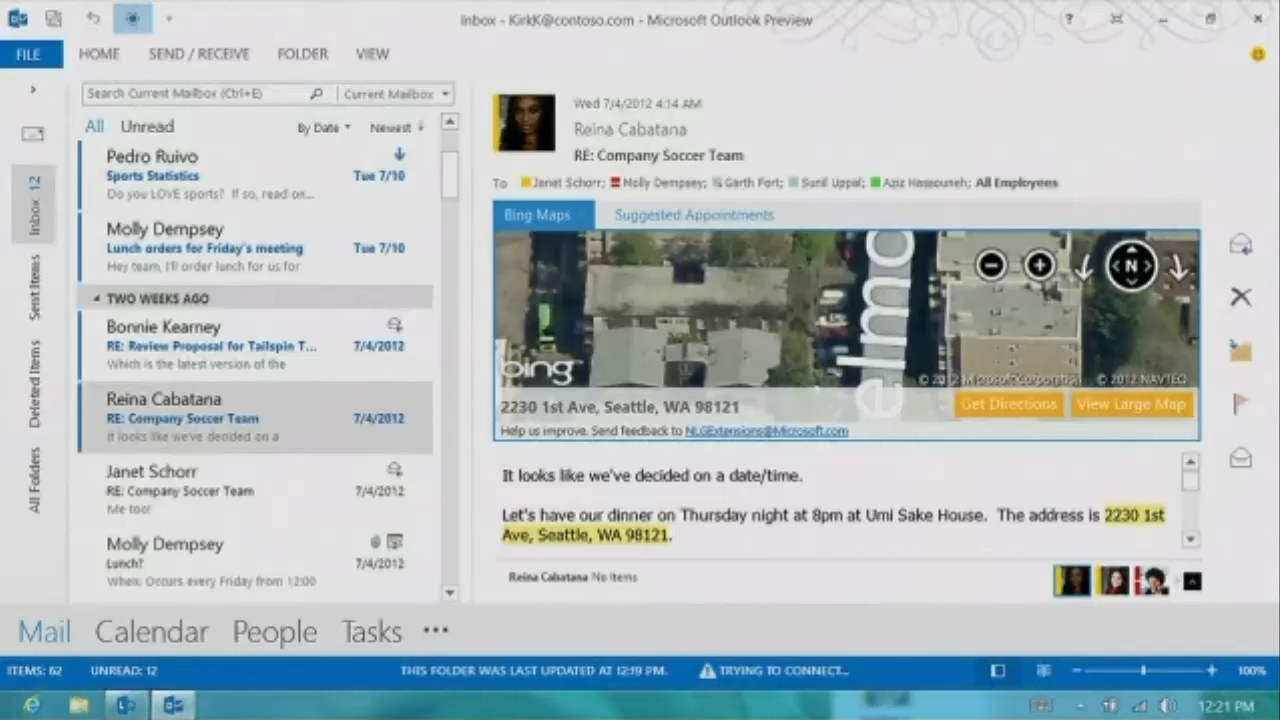 Inbox - KirkK@contoso.com - Microsoft Outlook Preview
?
FILE HOME SEND / RECEIVE FOLDER VIEW
Search Current Mailbox (Ctrl+E) Current Mailbox
All Unread By Date Newest
Pedro Ruivo
Sports Statistics Tue 7/10
Do you LOVE sports? If so, read on...
Molly Dempsey
Lunch orders for Friday's meeting Tue 7/10
Hey team, I'll order lunch for us for
TWO WEEKS AGO
Bonnie Kearney
RE: Review Proposal for Tailspin T... 7/4/2012
Which is the latest version of the
Reina Cabatana
RE: Company Soccer Team 7/4/2012
It looks like we've decided on a
Janet Schorr
RE: Company Soccer Team 7/4/2012
Me too!
Molly Dempsey
Lunch? 7/4/2012
When: Occurs every Friday from 12:00
Inbox 12
Sent Items
Deleted Items
All Folders
Wed 7/4/2012 4:14 AM
Reina Cabatana
RE: Company Soccer Team
To Janet Schorr; Molly Dempsey; Garth Fort; Sunil Uppal; Aziz Hassouneh; All Employees
Bing Maps Suggested Appointments
elmo
N
bing
© 2012 Microsoft Corporation © 2012 NAVTEQ
2230 1st Ave, Seattle, WA 98121 Get Directions View Large Map
Help us improve. Send feedback to NLGExtensions@Microsoft.com
It looks like we've decided on a date/time.
Let's have our dinner on Thursday night at 8pm at Umi Sake House. The address is 2230 1st
Ave, Seattle, WA 98121.
Reina Cabatana No Items
Mail Calendar People Tasks ...
ITEMS: 62 UNREAD: 12 THIS FOLDER WAS LAST UPDATED AT 12:19 PM. TRYING TO CONNECT... 100%
12:21 PM